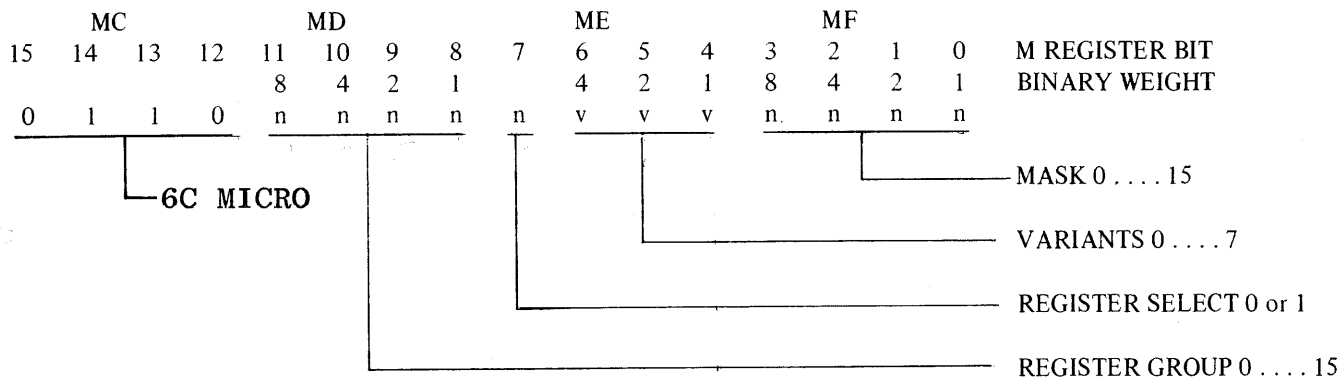 MC MD ME MF
15 14 13 12 11 10 9 8 7 6 5 4 3 2 1 0 M REGISTER BIT
8 4 2 1 4 2 1 8 4 2 1 BINARY WEIGHT
0 1 1 0 n n n n n v v v n n n n
MASK 0 . . . . 15
6C MICRO
VARIANTS 0 . . . . 7
REGISTER SELECT 0 or 1
REGISTER GROUP 0 . . . . 15